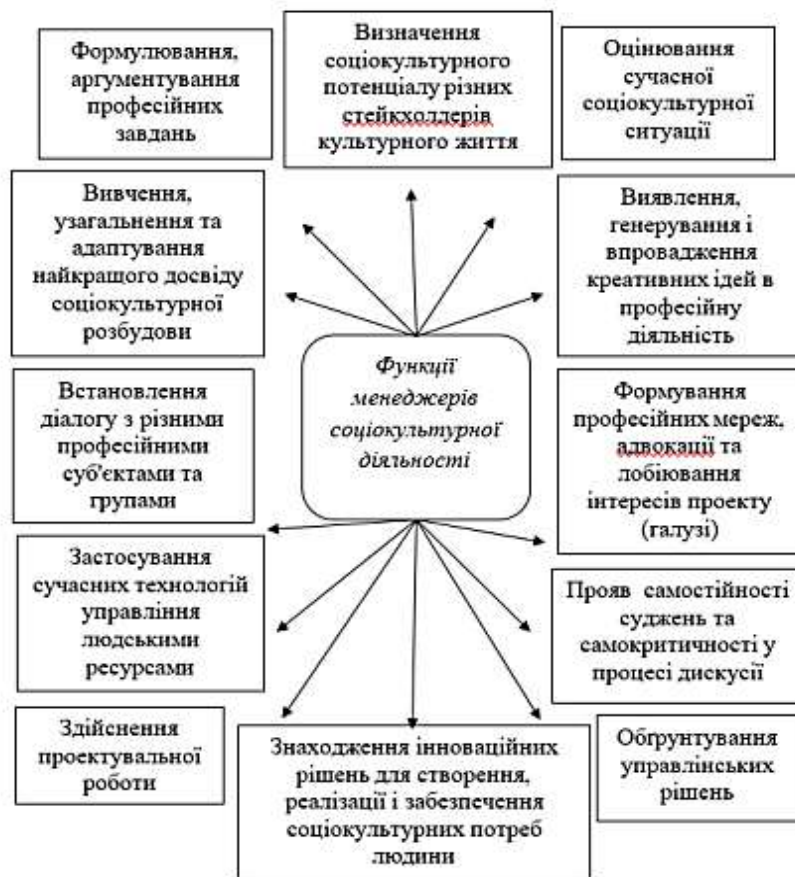 Формулювання,
аргументування
професійних
завдань
Визначення
соціокультурного
потенціалу різних
стейкхоллерів
культурного життя
Оцінювання
сучасної
соціокультурної
ситуації
Вивчення,
узагальнення та
адаптування
найкращого досвіду
соціокультурної
розбудови
Виявлення,
генерування і
впровадження
креативних ідей в
професійну
діяльність
Функції
менеджерів
соціокультурної
діяльності
Встановлення
діалогу з різними
професійними
суб'єктами та
групами
Формування
професійних мереж,
адвокації та
лобіювання
інтересів проекту
(галузі)
Застосування
сучасних технологій
управління
людськими
ресурсами
Прояв самостійності
суджень та
самокритичності у
процесі дискусії
Здійснення
проектувальної
роботи
Знаходження інноваційних
рішень для створення,
реалізації і забезпечення
соціокультурних потреб
людини
Обґрунтування
управлінських
рішень